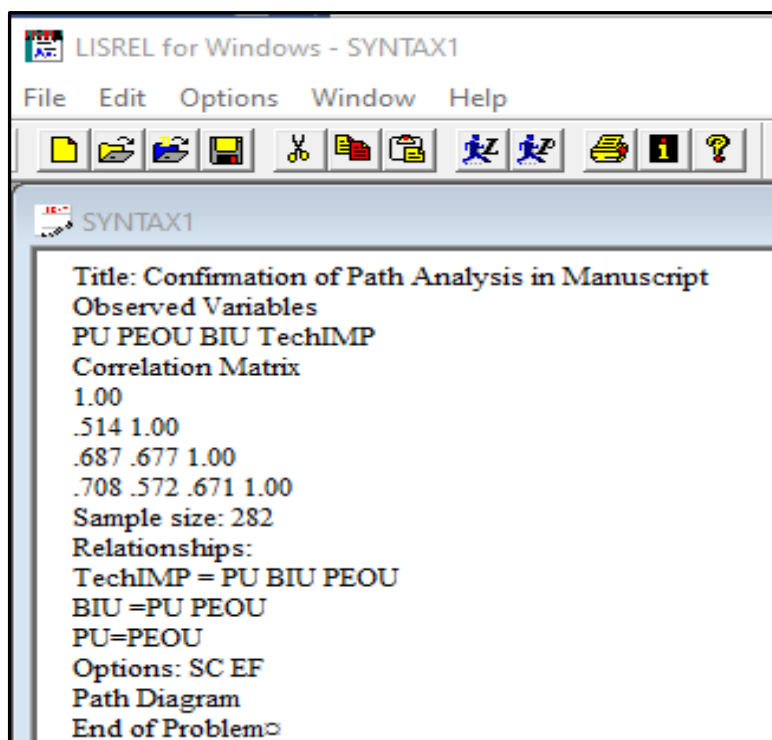 LISREL for Windows - SYNTAX1
File Edit Options Window Help
SYNTAX1
Title: Confirmation of Path Analysis in Manuscript
Observed Variables
PU PEOU BIU TechIMP
Correlation Matrix
1.00
.514 1.00
.687 .677 1.00
.708 .572 .671 1.00
Sample size: 282
Relationships:
TechIMP = PU BIU PEOU
BIU =PU PEOU
PU=PEOU
Options: SC EF
Path Diagram
End of Problem¤